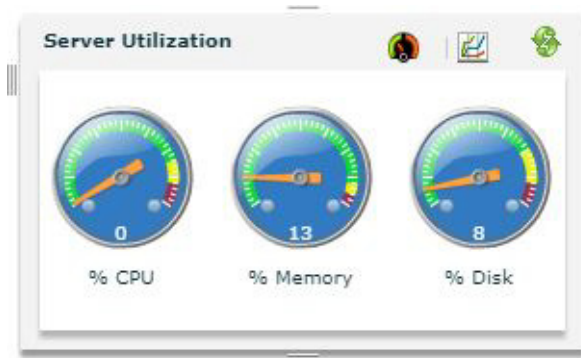 Server Utilization
0
13
8
% CPU
% Memory
% Disk